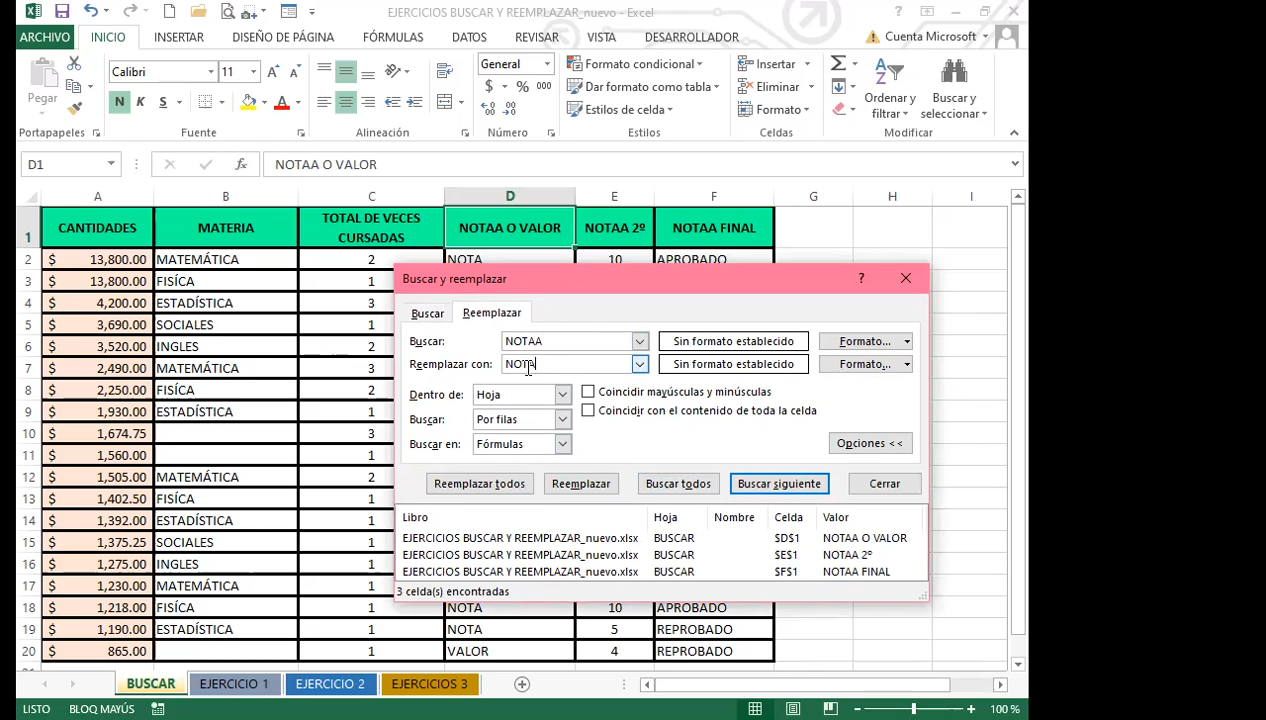 EJERCICIOS BUSCAR Y REEMPLAZAR_nuevo - Excel
ARCHIVO INICIO INSERTAR DISEÑO DE PÁGINA FÓRMULAS DATOS REVISAR VISTA DESARROLLADOR Cuenta Microsoft
Pegar
Calibri 11
N K S
General
$ % 000
Formato condicional
Dar formato como tabla
Estilos de celda
Insertar
Eliminar
Formato
Ordenar y filtrar
Buscar y seleccionar
Portapapeles Fuente Alineación Número Estilos Celdas Modificar
D1 fx NOTAA O VALOR
A B C D E F G H I
1 CANTIDADES MATERIA TOTAL DE VECES CURSADAS NOTAA O VALOR NOTAA 2º NOTAA FINAL
2 $ 13,800.00 MATEMÁTICA 2 NOTA 10 APROBADO
3 $ 13,800.00 FISÍCA 1
4 $ 4,200.00 ESTADÍSTICA 3
5 $ 3,690.00 SOCIALES 1
6 $ 3,520.00 INGLES 2
7 $ 2,490.00 MATEMÁTICA 3
8 $ 2,250.00 FISÍCA 2
9 $ 1,930.00 ESTADÍSTICA 1
10 $ 1,674.75 3
11 $ 1,560.00 1
12 $ 1,505.00 MATEMÁTICA 2
13 $ 1,402.50 FISÍCA 1
14 $ 1,392.00 ESTADÍSTICA 1
15 $ 1,375.25 SOCIALES 1
16 $ 1,275.00 INGLES 1
17 $ 1,230.00 MATEMÁTICA 1
18 $ 1,218.00 FISÍCA 1 NOTA 10 APROBADO
19 $ 1,190.00 ESTADÍSTICA 1 NOTA 5 REPROBADO
20 $ 865.00 1 VALOR 4 REPROBADO
Buscar y reemplazar ?
Buscar Reemplazar
Buscar: NOTAA Sin formato establecido Formato...
Reemplazar con: NOTA Sin formato establecido Formato...
Dentro de: Hoja Coincidir mayúsculas y minúsculas
Buscar: Por filas Coincidir con el contenido de toda la celda
Buscar en: Fórmulas Opciones <<
Reemplazar todos Reemplazar Buscar todos Buscar siguiente Cerrar
Libro Hoja Nombre Celda Valor
EJERCICIOS BUSCAR Y REEMPLAZAR_nuevo.xlsx BUSCAR $D$1 NOTAA O VALOR
EJERCICIOS BUSCAR Y REEMPLAZAR_nuevo.xlsx BUSCAR $E$1 NOTAA 2º
EJERCICIOS BUSCAR Y REEMPLAZAR_nuevo.xlsx BUSCAR $F$1 NOTAA FINAL
3 celda(s) encontradas
BUSCAR EJERCICIO 1 EJERCICIO 2 EJERCICIOS 3
LISTO BLOQ MAYÚS 100 %